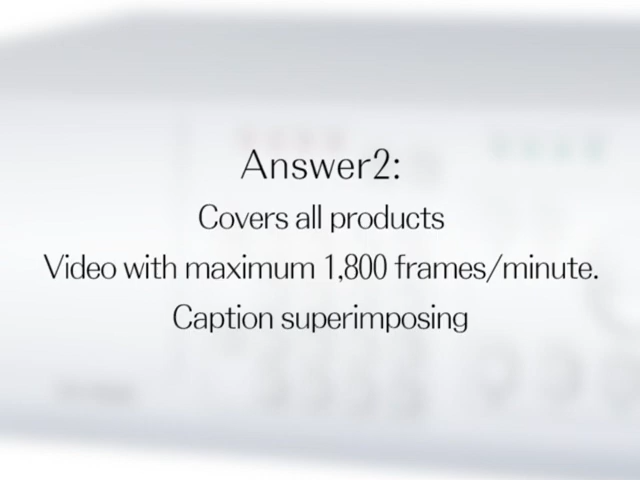 Answer2:
Covers all products
Video with maximum 1,800 frames/minute.
Caption superimposing